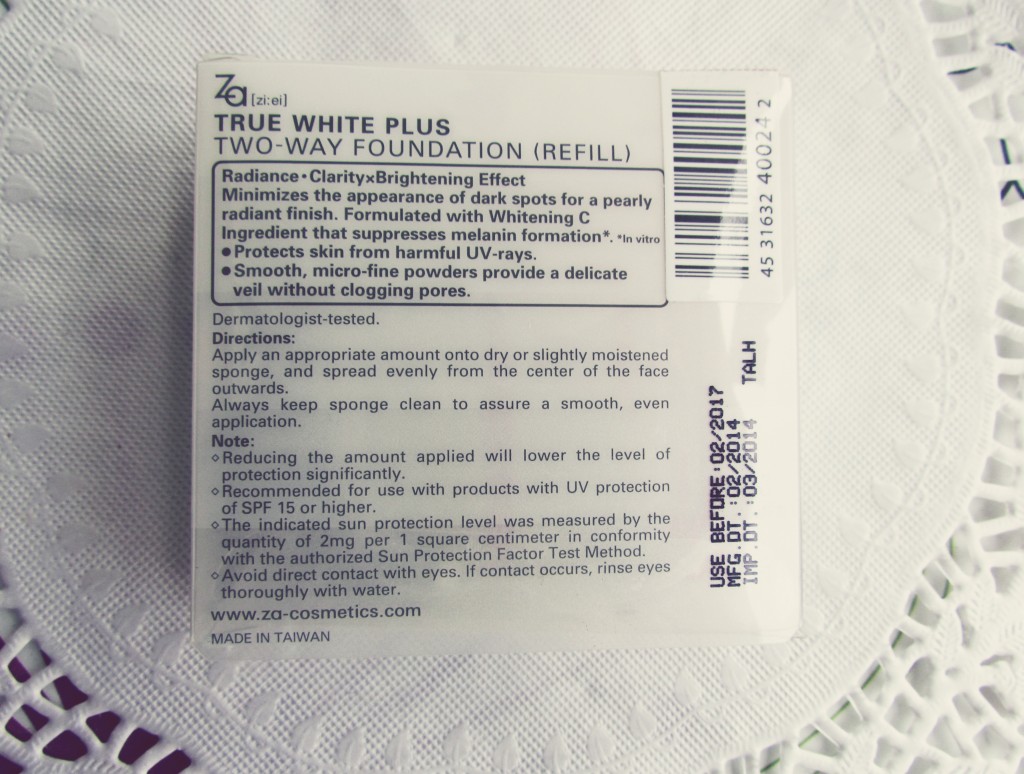 Za [zi:ei]
TRUE WHITE PLUS
TWO-WAY FOUNDATION (REFILL)
Radiance・Clarity×Brightening Effect
Minimizes the appearance of dark spots for a pearly
radiant finish. Formulated with Whitening C
Ingredient that suppresses melanin formation*. *In vitro
●Protects skin from harmful UV-rays.
●Smooth, micro-fine powders provide a delicate
veil without clogging pores.
Dermatologist-tested.
Directions:
Apply an appropriate amount onto dry or slightly moistened
sponge, and spread evenly from the center of the face
outwards.
Always keep sponge clean to assure a smooth, even
application.
Note:
◇Reducing the amount applied will lower the level of
protection significantly.
◇Recommended for use with products with UV protection
of SPF 15 or higher.
◇The indicated sun protection level was measured by the
quantity of 2mg per 1 square centimeter in conformity
with the authorized Sun Protection Factor Test Method.
◇Avoid direct contact with eyes. If contact occurs, rinse eyes
thoroughly with water.
www.za-cosmetics.com
MADE IN TAIWAN
45 31632 40024 2
USE BEFORE:02/2017
MFG.DT.:02/2014
IMP.DT.:03/2014 TALH